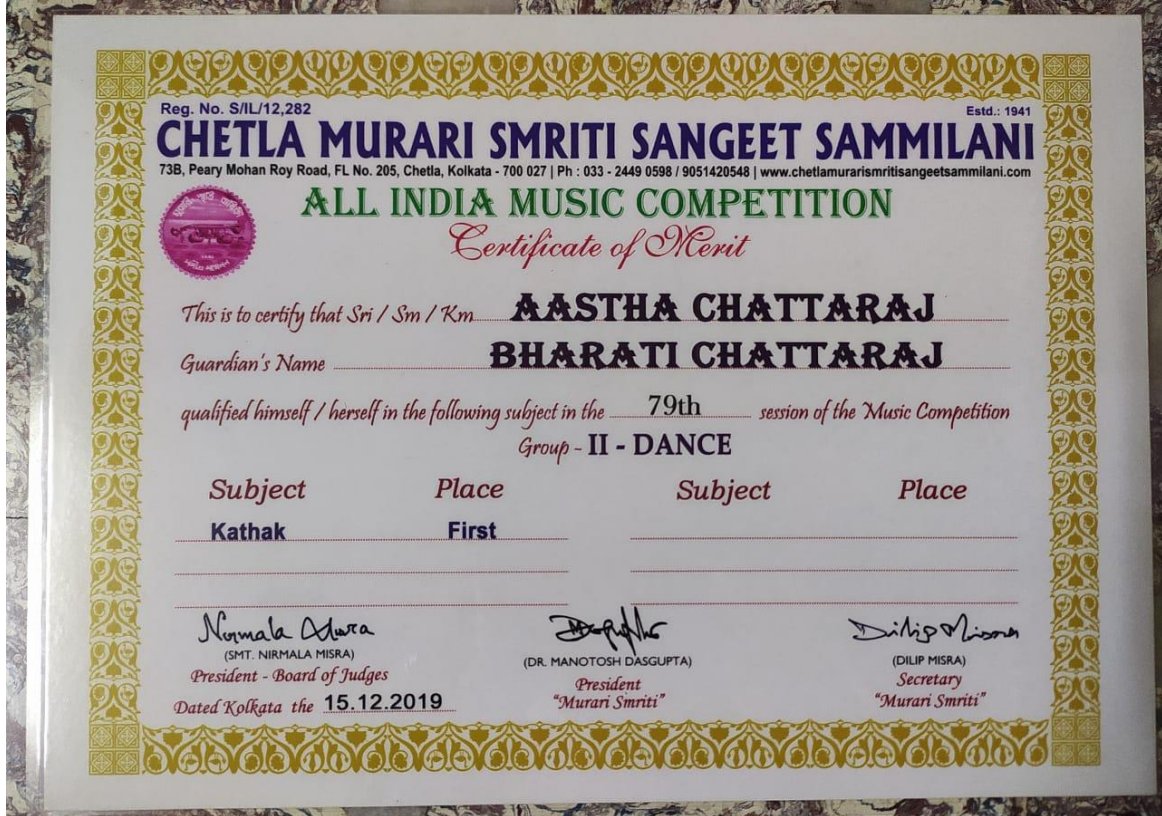 Reg. No. S/IL/12,282 Estd.: 1941
CHETLA MURARI SMRITI SANGEET SAMMILANI
73B, Peary Mohan Roy Road, FL No. 205, Chetla, Kolkata - 700 027 | Ph : 033 - 2449 0598 / 9051420548 | www.chetlamurarismritisangeetsammilani.com
ALL INDIA MUSIC COMPETITION
Certificate of Merit
This is to certify that Sri / Sm / Km AASTHA CHATTARAJ
Guardian's Name BHARATI CHATTARAJ
qualified himself / herself in the following subject in the 79th session of the Music Competition
Group - II - DANCE
Subject Place Subject Place
Kathak First
Nirmala Misra Dilip Misra
(SMT. NIRMALA MISRA) (DR. MANOTOSH DASGUPTA) (DILIP MISRA)
President - Board of Judges President Secretary
Dated Kolkata the 15.12.2019 "Murari Smriti" "Murari Smriti"